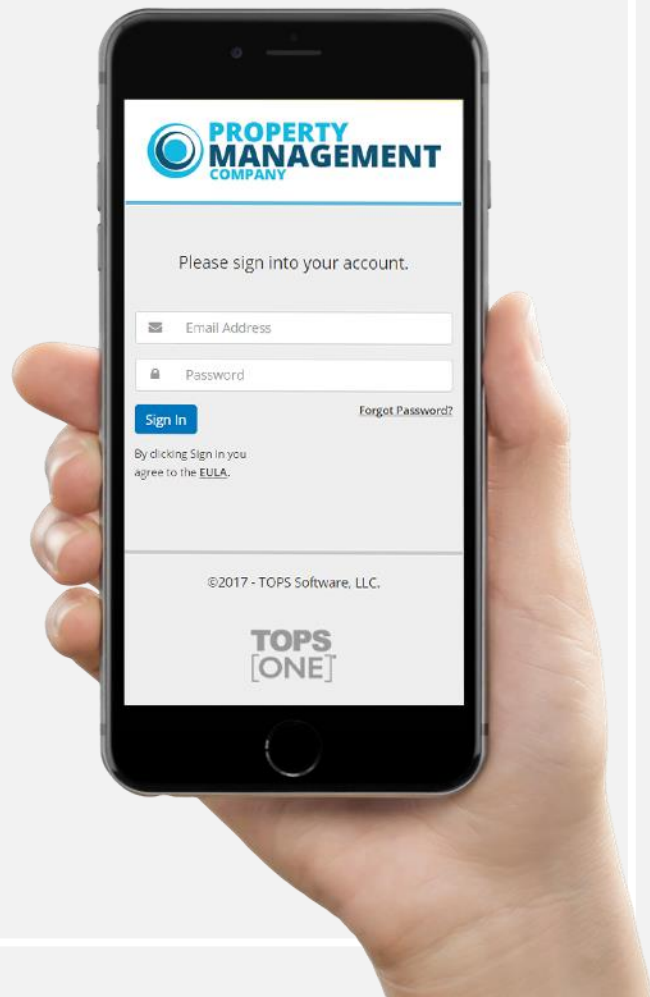 PROPERTY
MANAGEMENT
COMPANY
Please sign into your account.
Email Address
Password
Sign In
Forgot Password?
By clicking Sign In you
agree to the EULA.
©2017 - TOPS Software, LLC.
TOPS
[ONE]